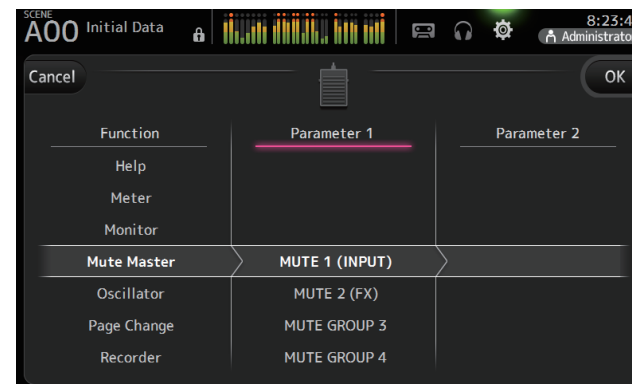 SCENE
A00 Initial Data
8:23:4
Administrato
Cancel
OK
Function Parameter 1 Parameter 2
Help
Meter
Monitor
Mute Master MUTE 1 (INPUT)
Oscillator MUTE 2 (FX)
Page Change MUTE GROUP 3
Recorder MUTE GROUP 4